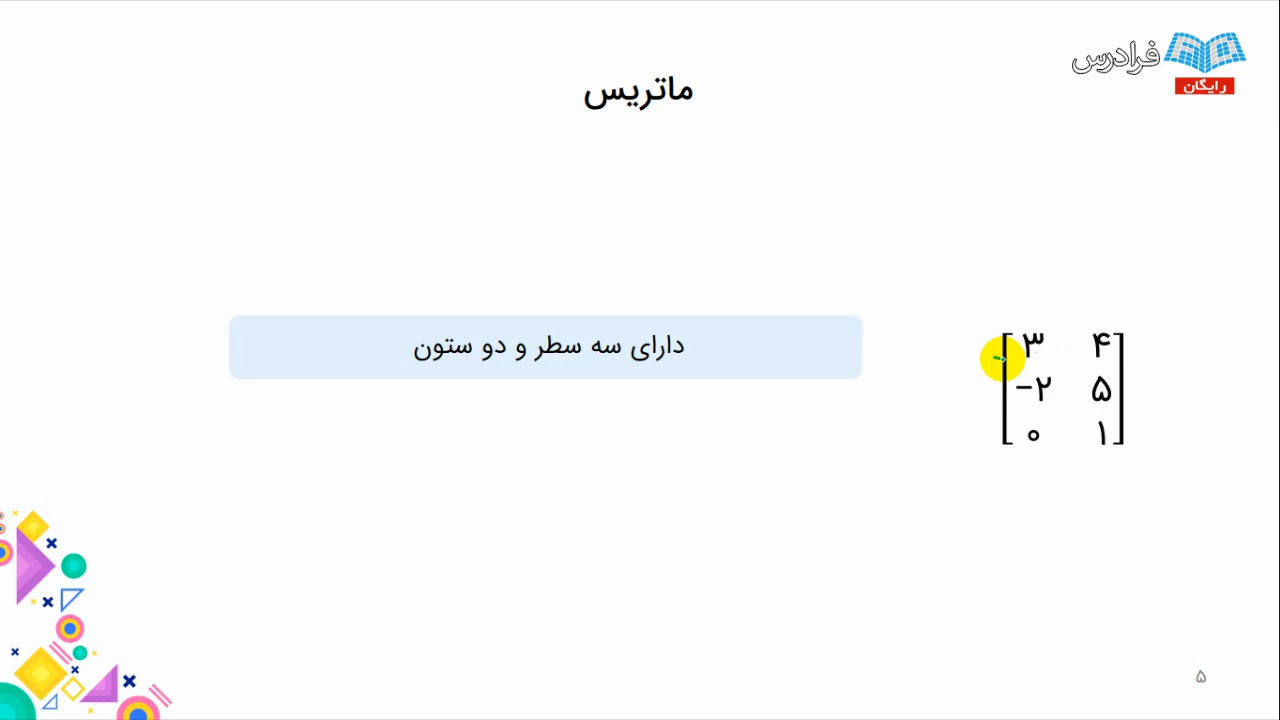 فرادرس
رایگان
ماتریس
دارای سه سطر و دو ستون
۳ ۴
−۲ ۵
۰ ۱
۵